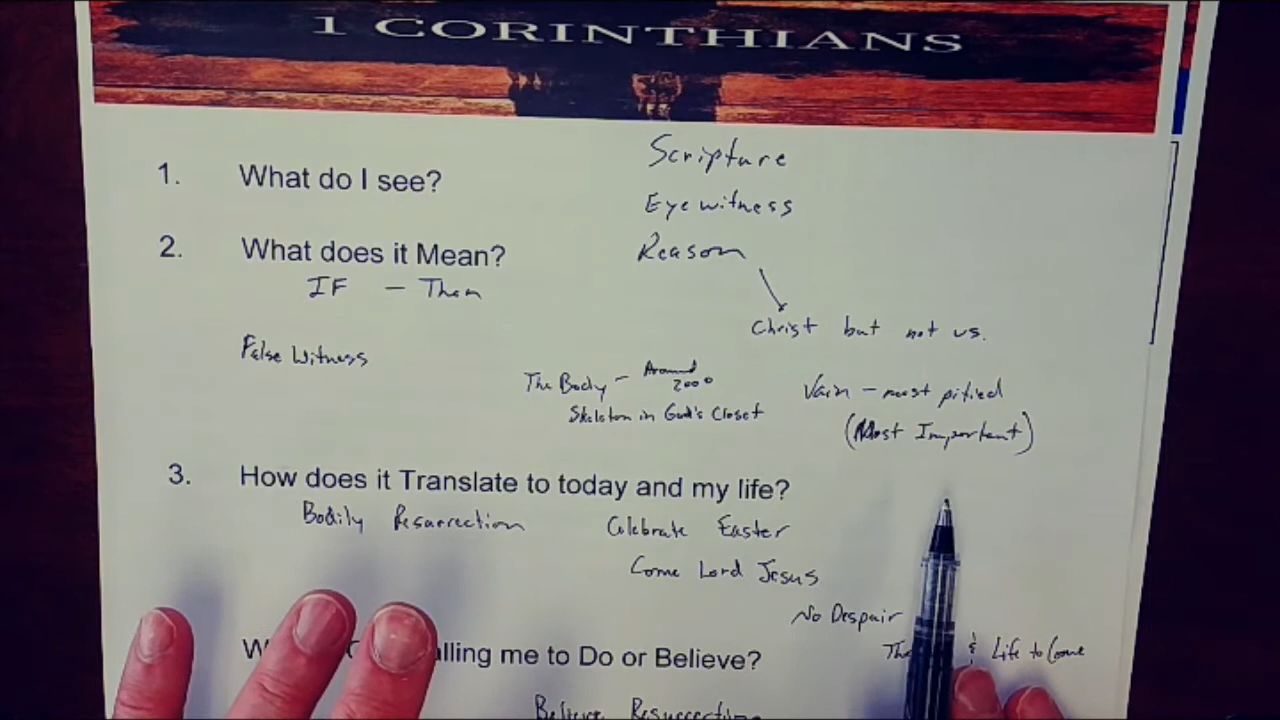 1 CORINTHIANS
Scripture
1. What do I see?
Eyewitness
2. What does it Mean?
Reason
IF - Then
Christ but not us.
False Witness
The Body - Around 2000
Skeleton in God's Closet
Vain - most pitied
(Most Important)
3. How does it Translate to today and my life?
Bodily Resurrection
Celebrate Easter
Come Lord Jesus
No Despair
alling me to Do or Believe?
& Life to Come
Believe Resurrection